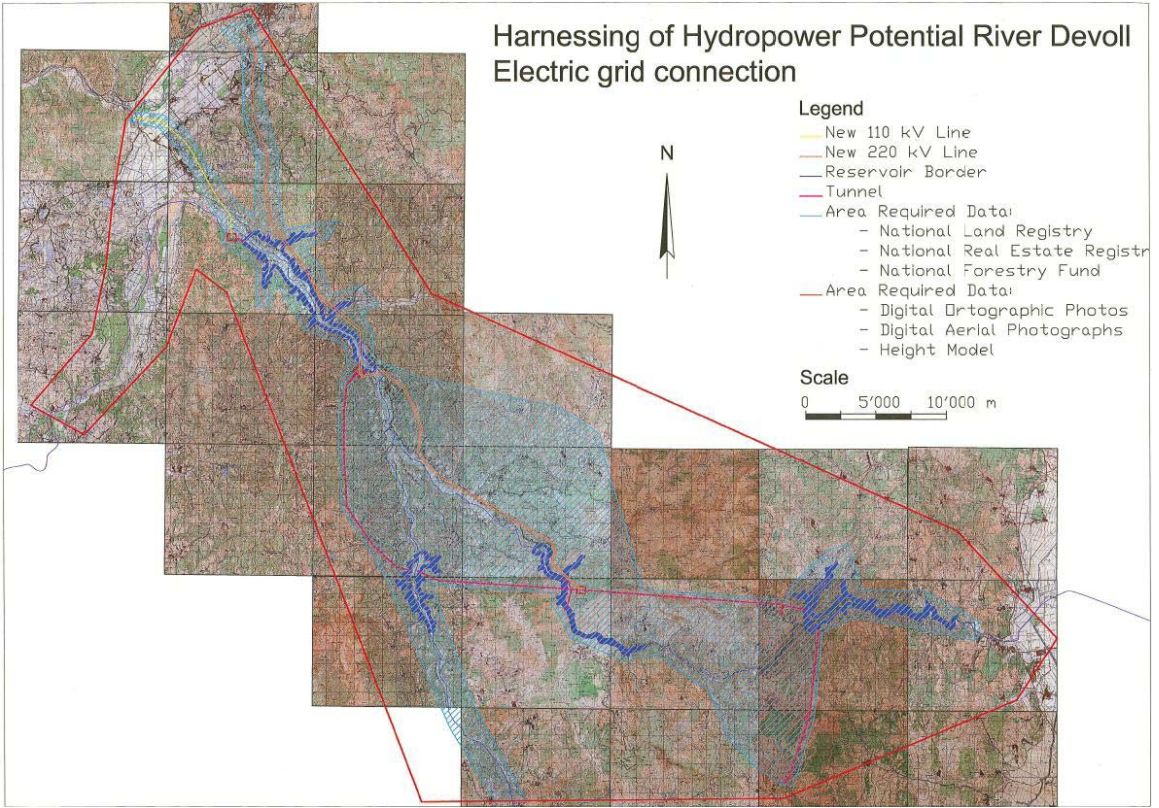 Harnessing of Hydropower Potential River Devoll
Electric grid connection
Legend
New 110 kV Line
New 220 kV Line
Reservoir Border
Tunnel
Area Required Data:
- National Land Registry
- National Real Estate Registr
- National Forestry Fund
Area Required Data:
- Digital Ortographic Photos
- Digital Aerial Photographs
- Height Model
N
Scale
0 5'000 10'000 m